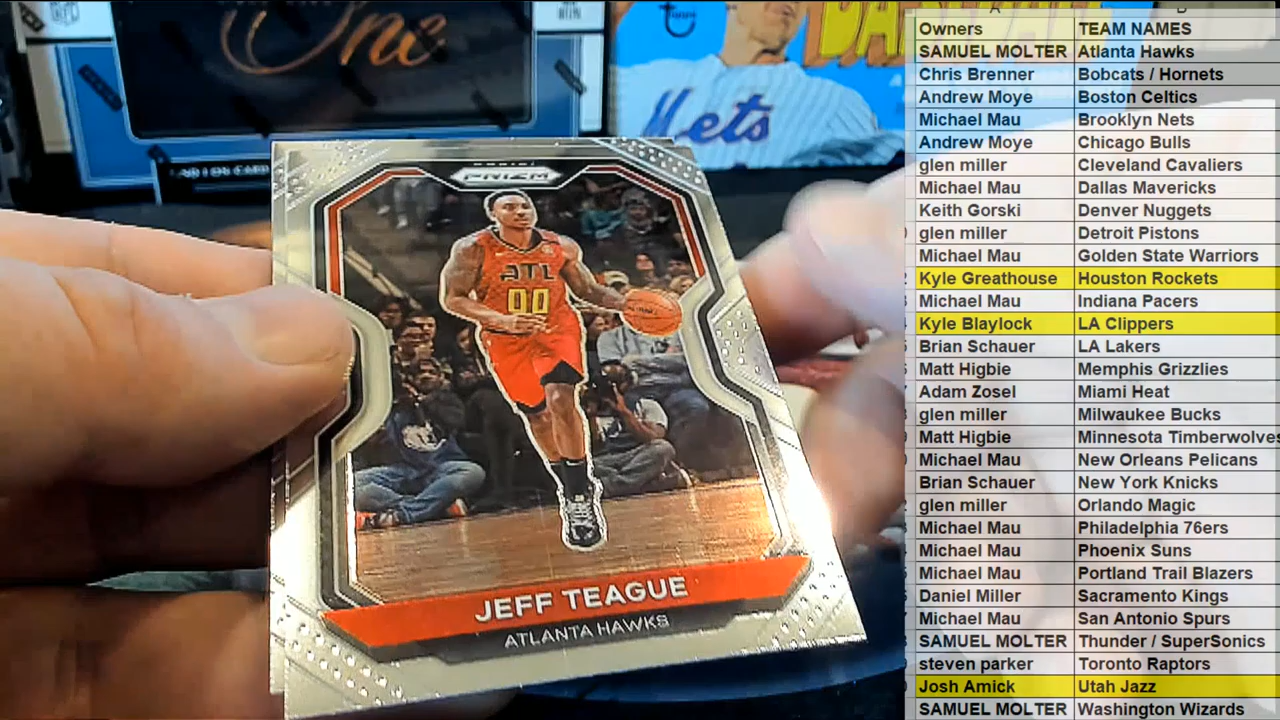 One
Mets
PRIZM
ATL
00
JEFF TEAGUE
ATLANTA HAWKS
A B
Owners TEAM NAMES
SAMUEL MOLTER Atlanta Hawks
Chris Brenner Bobcats / Hornets
Andrew Moye Boston Celtics
Michael Mau Brooklyn Nets
Andrew Moye Chicago Bulls
glen miller Cleveland Cavaliers
Michael Mau Dallas Mavericks
Keith Gorski Denver Nuggets
glen miller Detroit Pistons
Michael Mau Golden State Warriors
Kyle Greathouse Houston Rockets
Michael Mau Indiana Pacers
Kyle Blaylock LA Clippers
Brian Schauer LA Lakers
Matt Higbie Memphis Grizzlies
Adam Zosel Miami Heat
glen miller Milwaukee Bucks
Matt Higbie Minnesota Timberwolves
Michael Mau New Orleans Pelicans
Brian Schauer New York Knicks
glen miller Orlando Magic
Michael Mau Philadelphia 76ers
Michael Mau Phoenix Suns
Michael Mau Portland Trail Blazers
Daniel Miller Sacramento Kings
Michael Mau San Antonio Spurs
SAMUEL MOLTER Thunder / SuperSonics
steven parker Toronto Raptors
Josh Amick Utah Jazz
SAMUEL MOLTER Washington Wizards